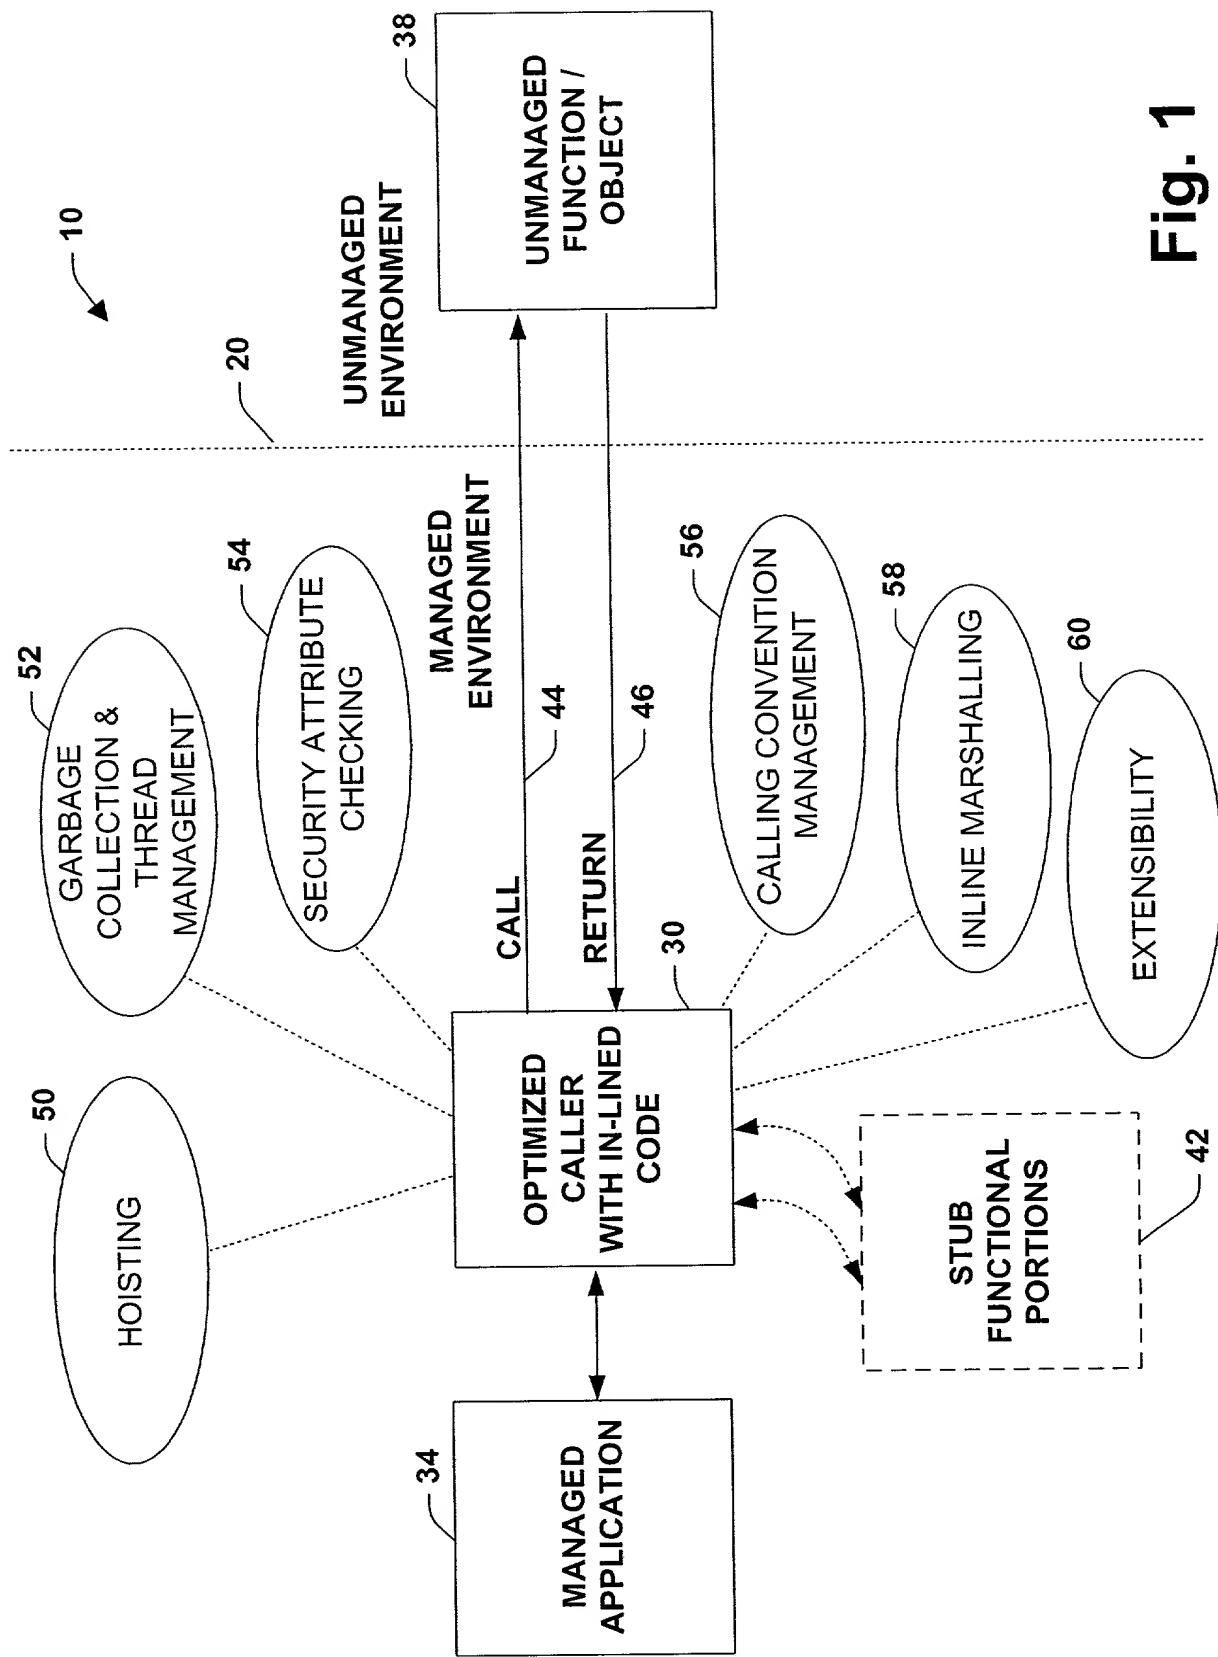 10
20
UNMANAGED
ENVIRONMENT
38
UNMANAGED
FUNCTION /
OBJECT
MANAGED
ENVIRONMENT
50
HOISTING
52
GARBAGE
COLLECTION &
THREAD
MANAGEMENT
54
SECURITY ATTRIBUTE
CHECKING
34
MANAGED
APPLICATION
30
OPTIMIZED
CALLER
WITH IN-LINED
CODE
CALL
44
RETURN
46
42
STUB
FUNCTIONAL
PORTIONS
56
CALLING CONVENTION
MANAGEMENT
58
INLINE MARSHALLING
60
EXTENSIBILITY
Fig. 1